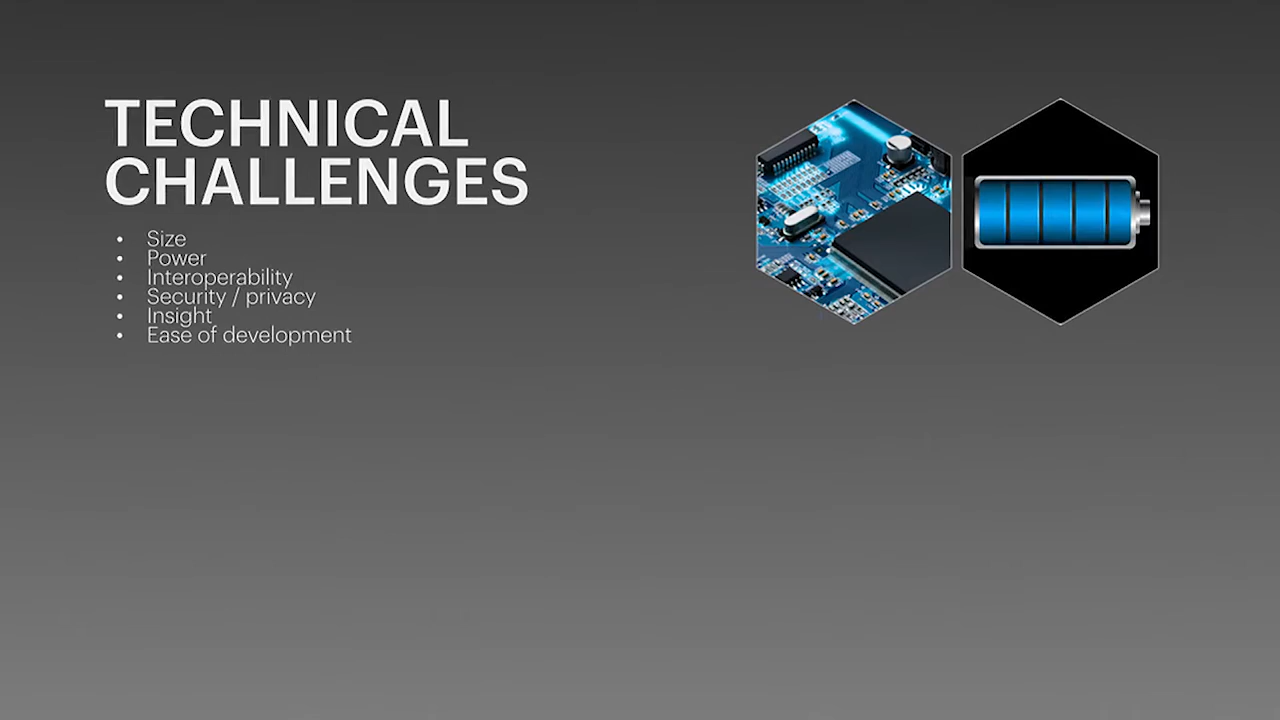 TECHNICAL
CHALLENGES
• Size
• Power
• Interoperability
• Security / privacy
• Insight
• Ease of development